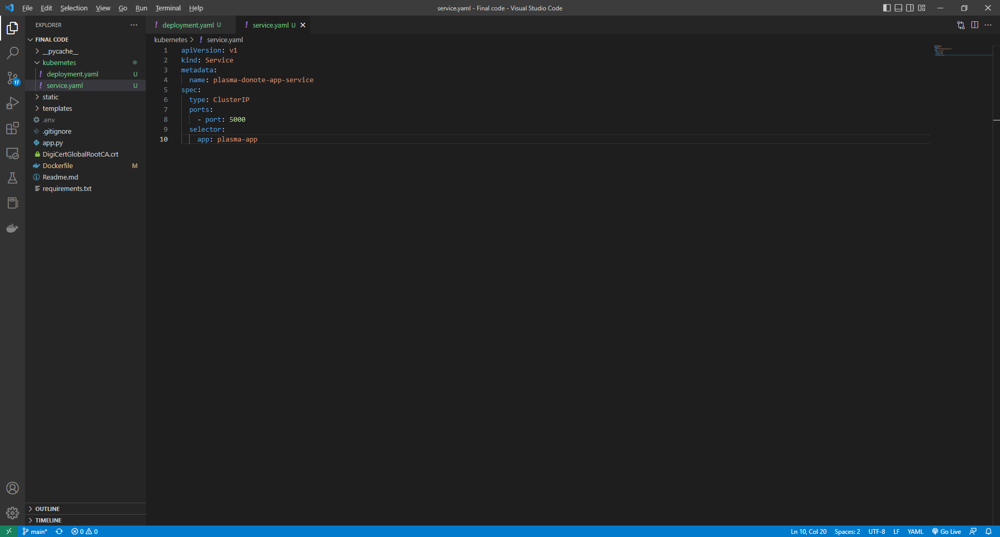 File Edit Selection View Go Run Terminal Help
service.yaml - Final code - Visual Studio Code
EXPLORER
FINAL CODE
__pycache__
kubernetes
deployment.yaml U
service.yaml U
static
templates
.env
.gitignore
app.py
DigiCertGlobalRootCA.crt
Dockerfile M
Readme.md
requirements.txt
OUTLINE
TIMELINE
17
! deployment.yaml U
! service.yaml U
kubernetes > ! service.yaml
1 apiVersion: v1
2 kind: Service
3 metadata:
4   name: plasma-donote-app-service
5 spec:
6   type: ClusterIP
7   ports:
8     - port: 5000
9   selector:
10     app: plasma-app
main* 0 0
Ln 10, Col 20 Spaces: 2 UTF-8 LF YAML Go Live